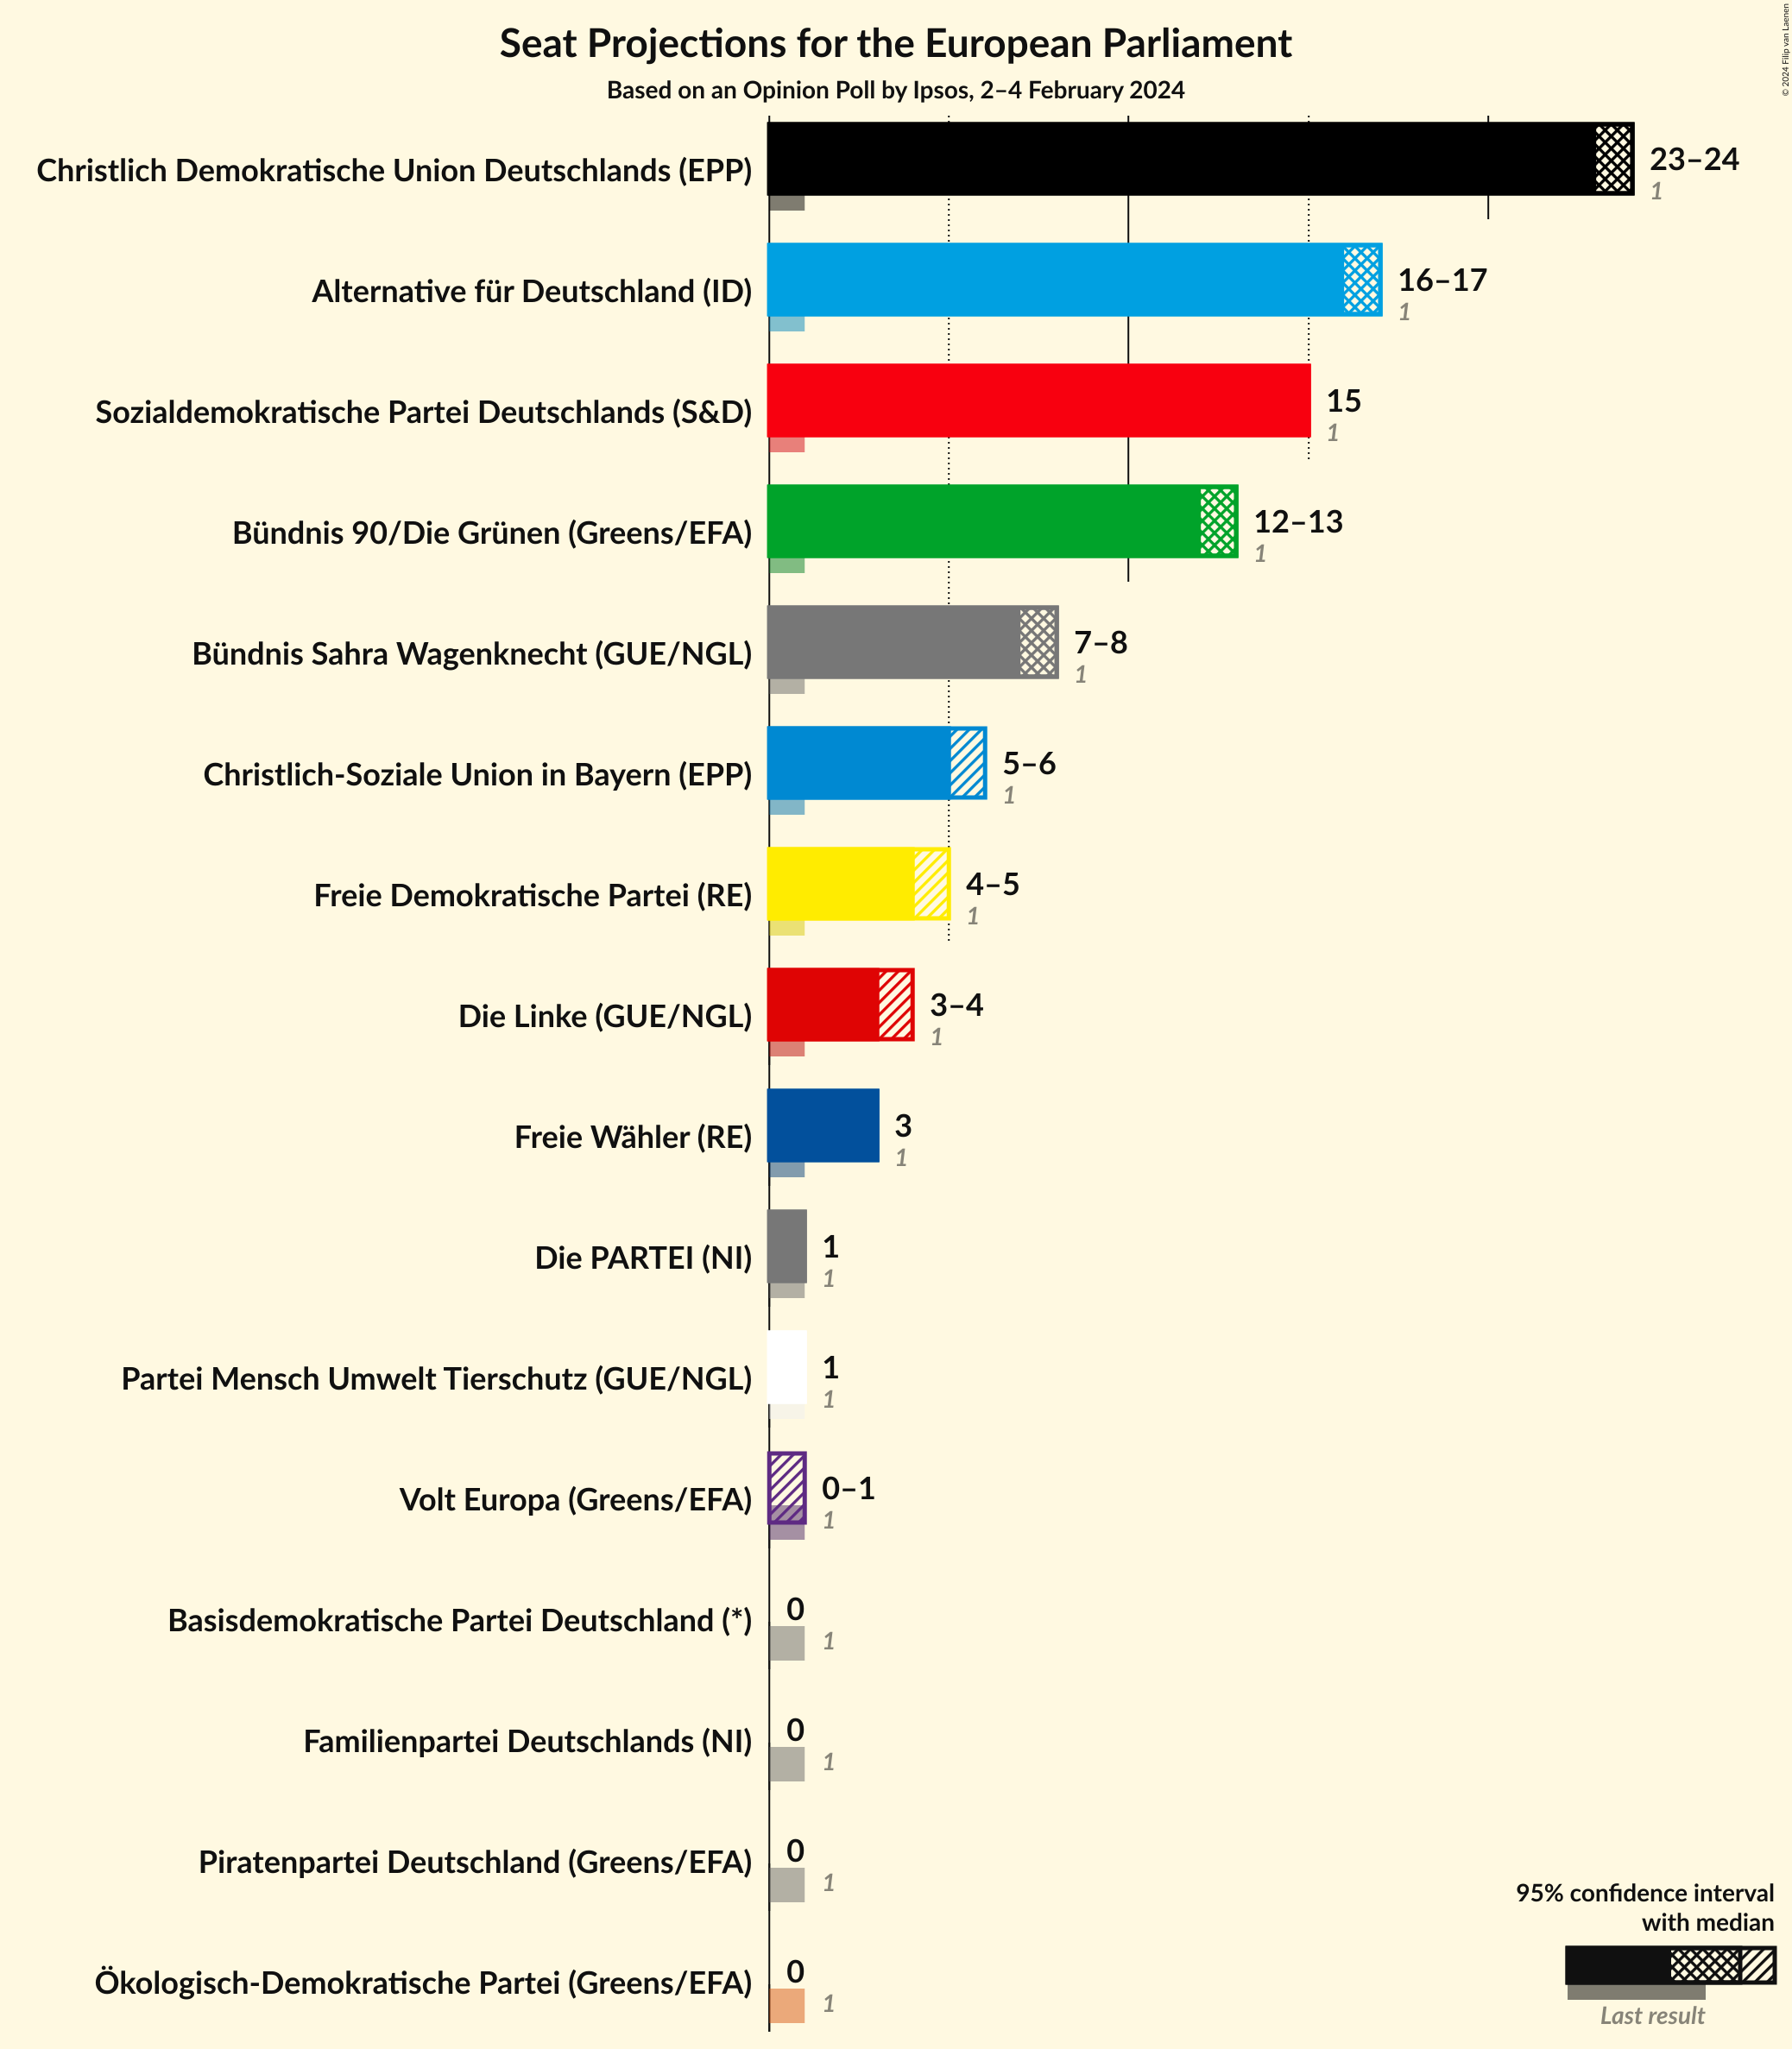 Seat Projections for the European Parliament
Based on an Opinion Poll by Ipsos, 2–4 February 2024
© 2024 Filip van Laenen
Christlich Demokratische Union Deutschlands (EPP)
23–24
1
Alternative für Deutschland (ID)
16–17
1
Sozialdemokratische Partei Deutschlands (S&D)
15
1
Bündnis 90/Die Grünen (Greens/EFA)
12–13
1
Bündnis Sahra Wagenknecht (GUE/NGL)
7–8
1
Christlich-Soziale Union in Bayern (EPP)
5–6
1
Freie Demokratische Partei (RE)
4–5
1
Die Linke (GUE/NGL)
3–4
1
Freie Wähler (RE)
3
1
Die PARTEI (NI)
1
1
Partei Mensch Umwelt Tierschutz (GUE/NGL)
1
1
Volt Europa (Greens/EFA)
0–1
1
Basisdemokratische Partei Deutschland (*)
0
1
Familienpartei Deutschlands (NI)
0
1
Piratenpartei Deutschland (Greens/EFA)
0
1
Ökologisch-Demokratische Partei (Greens/EFA)
0
1
95% confidence interval
with median
Last result